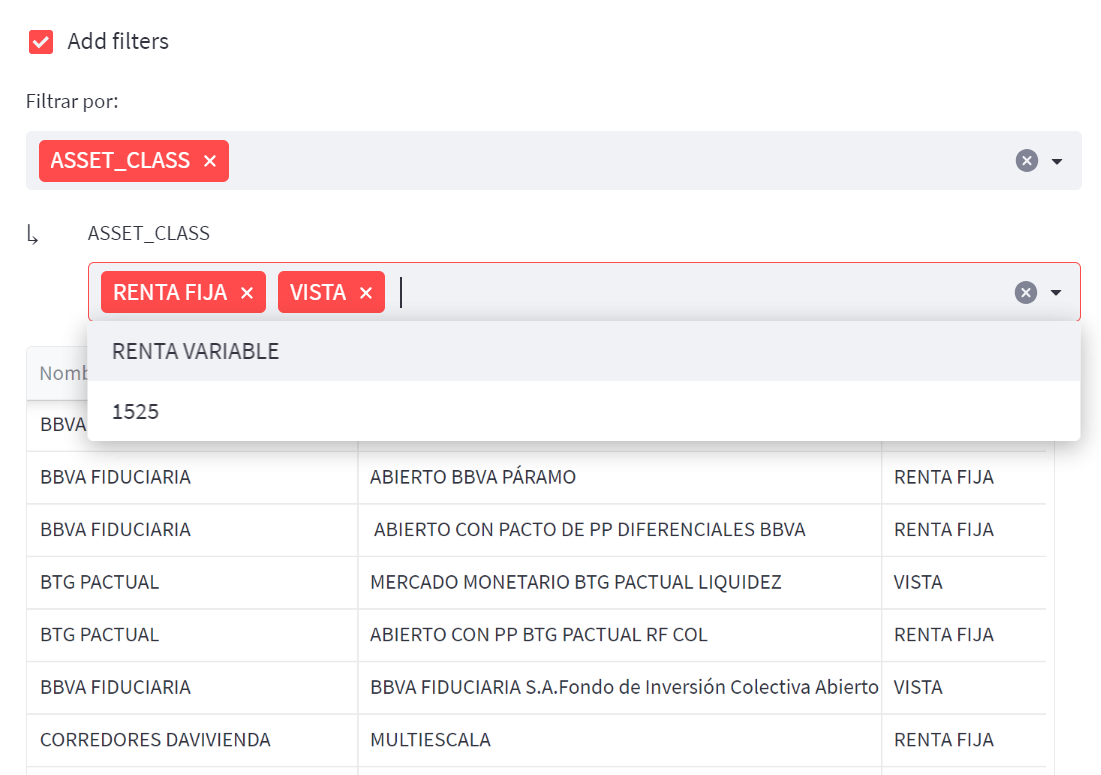 Add filters
Filtrar por:
ASSET_CLASS
ASSET_CLASS
RENTA FIJA VISTA
RENTA VARIABLE
1525
BBVA
BBVA FIDUCIARIA ABIERTO BBVA PÁRAMO RENTA FIJA
BBVA FIDUCIARIA ABIERTO CON PACTO DE PP DIFERENCIALES BBVA RENTA FIJA
BTG PACTUAL MERCADO MONETARIO BTG PACTUAL LIQUIDEZ VISTA
BTG PACTUAL ABIERTO CON PP BTG PACTUAL RF COL RENTA FIJA
BBVA FIDUCIARIA BBVA FIDUCIARIA S.A.Fondo de Inversión Colectiva Abierto VISTA
CORREDORES DAVIVIENDA MULTIESCALA RENTA FIJA